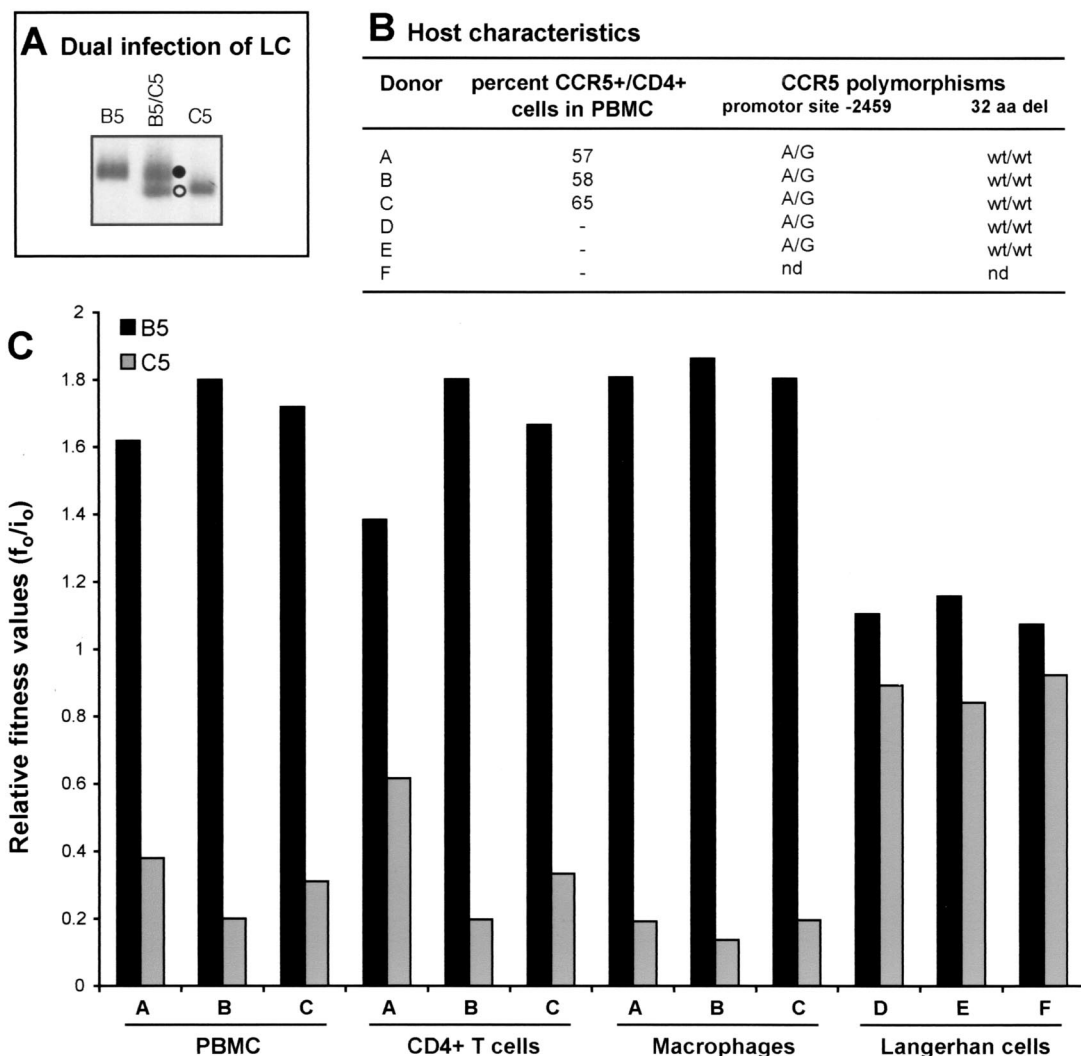 A Dual infection of LC
B5
B5/C5
C5
B Host characteristics
Donor percent CCR5+/CD4+ cells in PBMC CCR5 polymorphisms
promotor site -2459 32 aa del
A 57 A/G wt/wt
B 58 A/G wt/wt
C 65 A/G wt/wt
D - A/G wt/wt
E - A/G wt/wt
F - nd nd
C
B5
C5
Relative fitness values (fo/io)
2
1.8
1.6
1.4
1.2
1
0.8
0.6
0.4
0.2
0
A B C A B C A B C D E F
PBMC CD4+ T cells Macrophages Langerhan cells